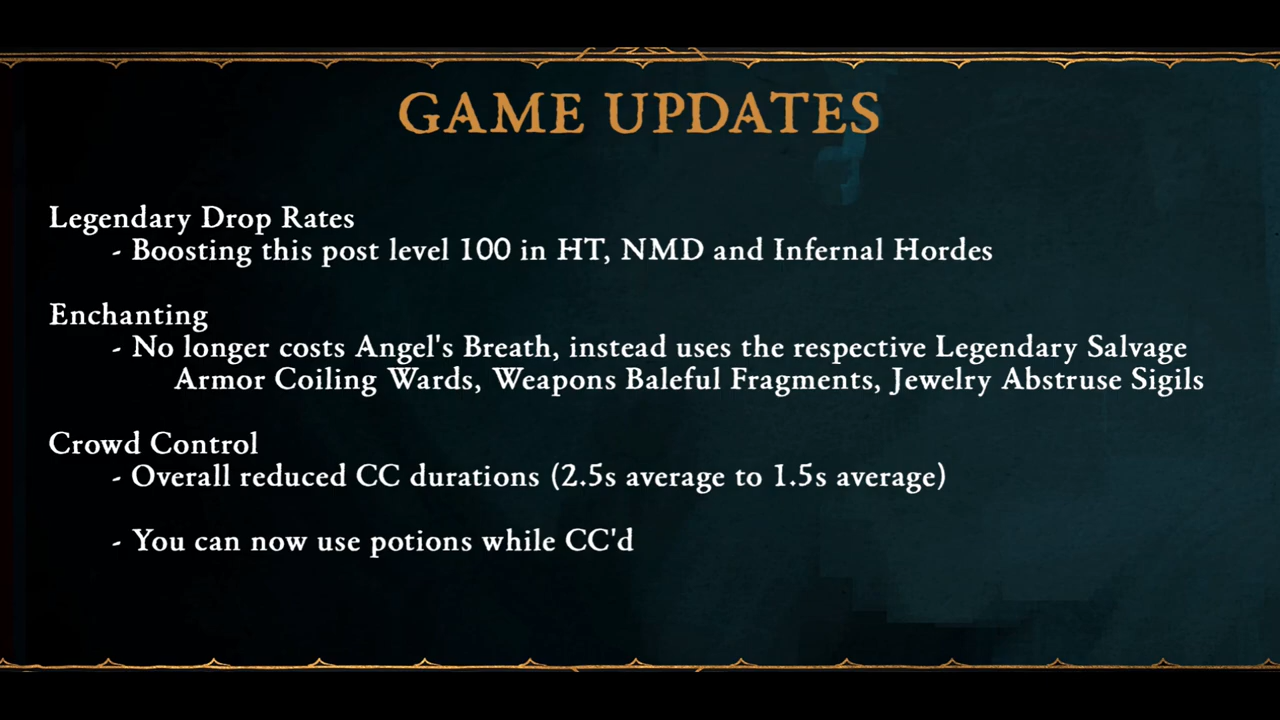 GAME UPDATES
Legendary Drop Rates
- Boosting this post level 100 in HT, NMD and Infernal Hordes
Enchanting
- No longer costs Angel's Breath, instead uses the respective Legendary Salvage
Armor Coiling Wards, Weapons Baleful Fragments, Jewelry Abstruse Sigils
Crowd Control
- Overall reduced CC durations (2.5s average to 1.5s average)
- You can now use potions while CC'd